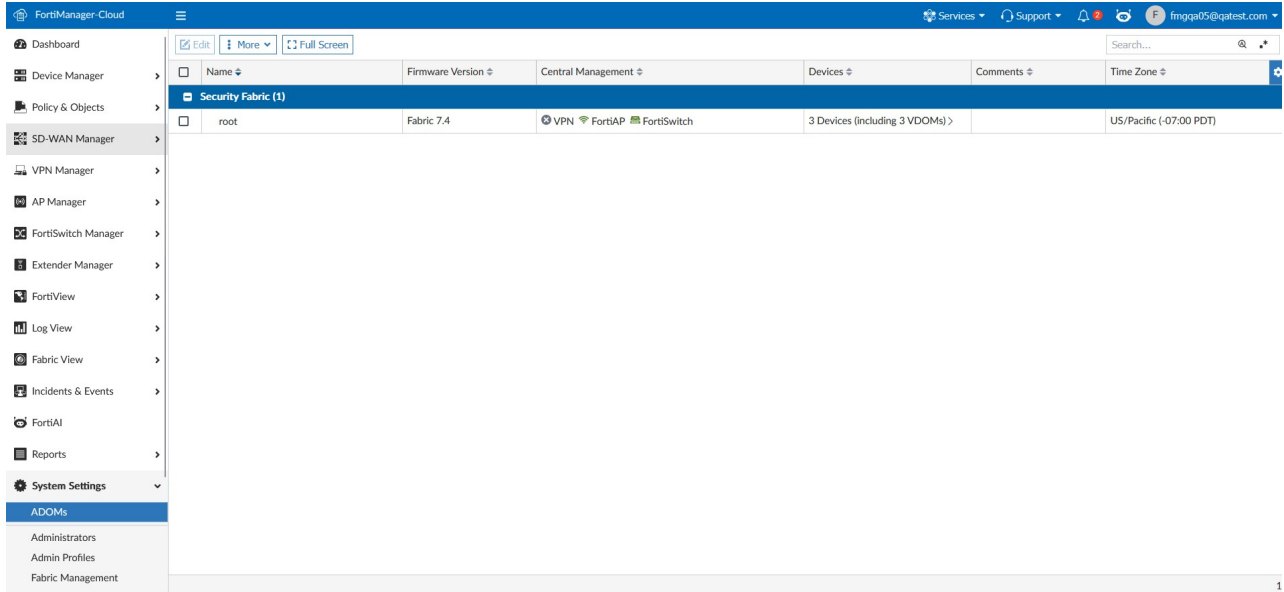 FortiManager-Cloud
Services
Support
2
F
fmgqa05@qatest.com
Dashboard
Device Manager
Policy & Objects
SD-WAN Manager
VPN Manager
AP Manager
FortiSwitch Manager
Extender Manager
FortiView
Log View
Fabric View
Incidents & Events
FortiAI
Reports
System Settings
ADOMs
Administrators
Admin Profiles
Fabric Management
Edit More Full Screen
Search...
Name Firmware Version Central Management Devices Comments Time Zone
Security Fabric (1)
root Fabric 7.4 VPN FortiAP FortiSwitch 3 Devices (including 3 VDOMs) > US/Pacific (-07:00 PDT)
1